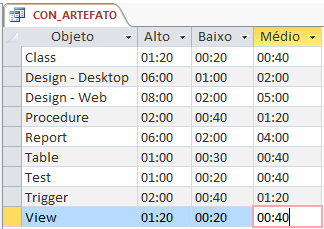 CON_ARTEFATO
Objeto Alto Baixo Médio
Class 01:20 00:20 00:40
Design - Desktop 06:00 01:00 02:00
Design - Web 08:00 02:00 05:00
Procedure 02:00 00:40 01:20
Report 06:00 02:00 04:00
Table 01:00 00:30 00:40
Test 01:00 00:20 00:40
Trigger 02:00 00:40 01:20
View 01:20 00:20 00:40